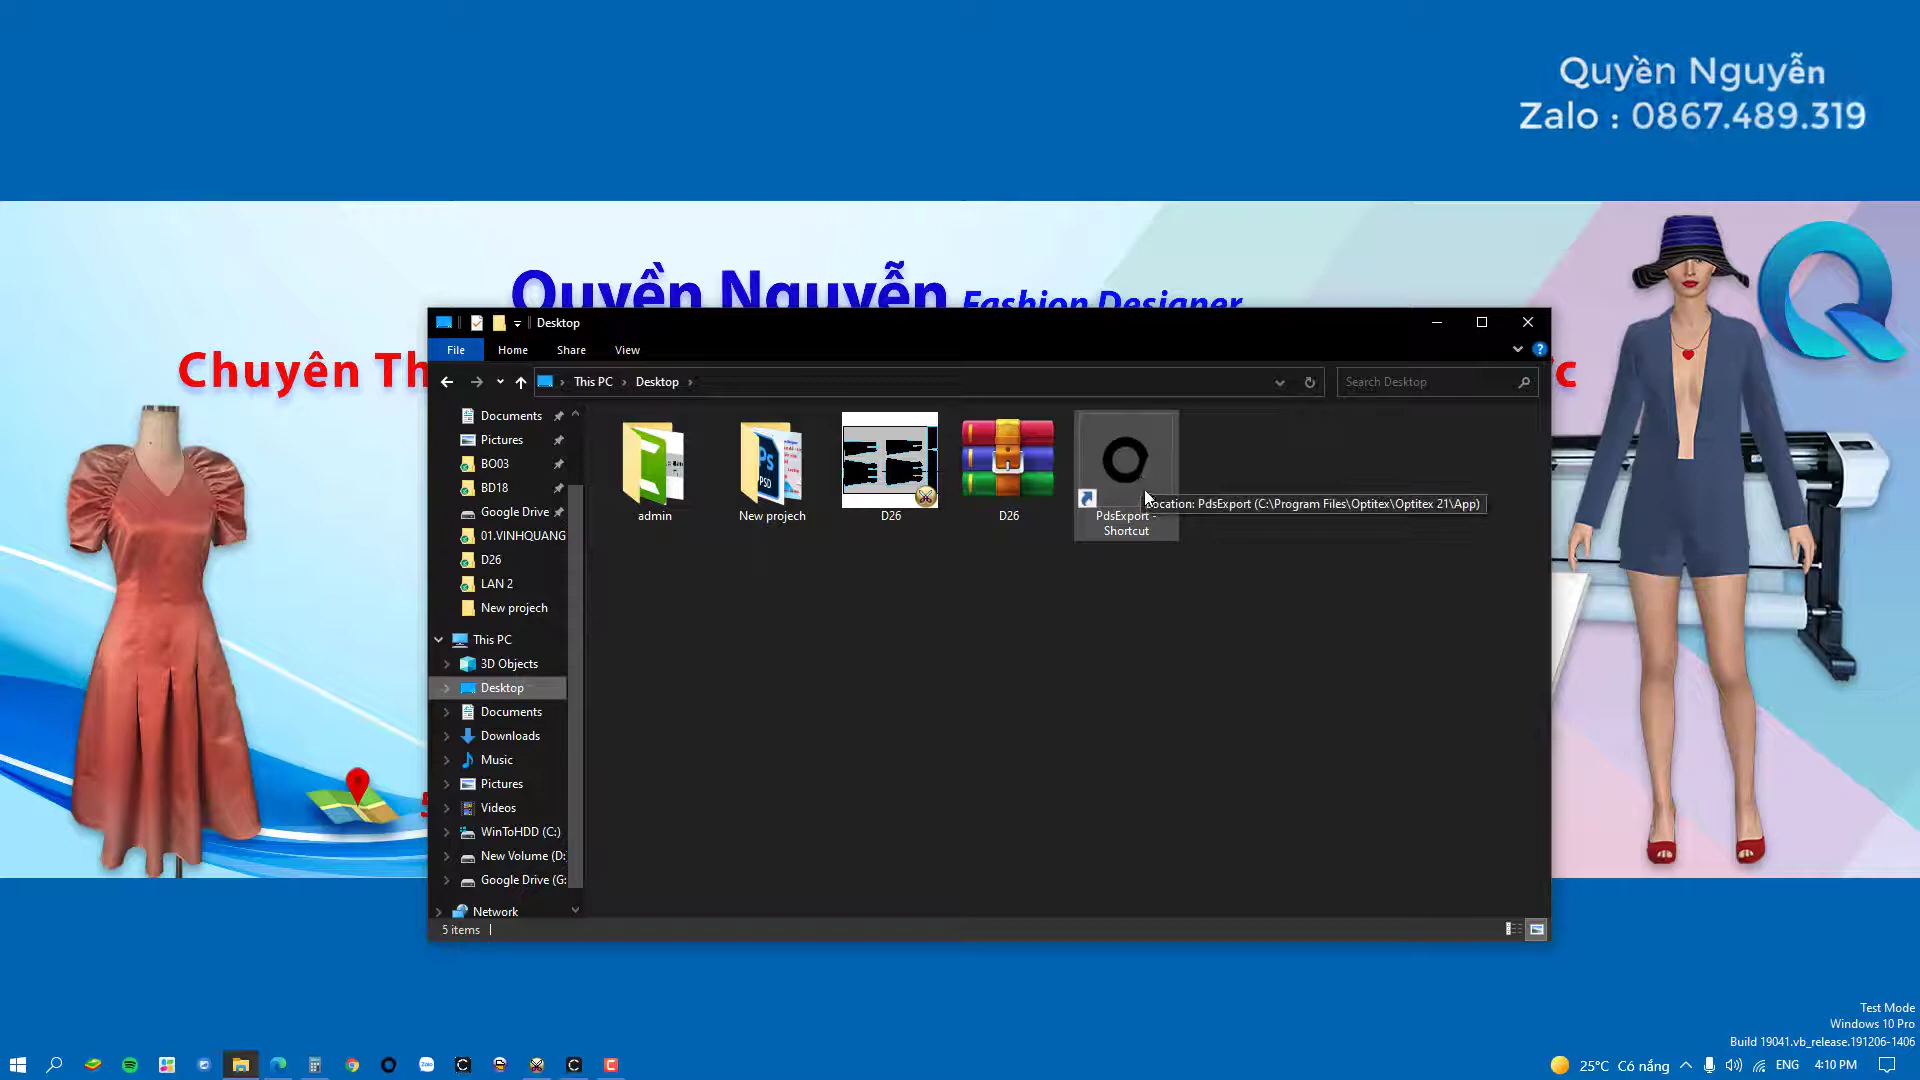 Quyền Nguyễn
Zalo : 0867.489.319
Quyền Nguyễn Fashion Designer
Chuyên Th
Desktop
File
Home
Share
View
This PC
Desktop
Search Desktop
Documents
Pictures
BO03
BD18
Google Drive
01.VINHQUANG
D26
LAN 2
New projech
This PC
3D Objects
Desktop
Documents
Downloads
Music
Pictures
Videos
WinToHDD (C:)
New Volume (D:
Google Drive (G:
Network
admin
New projech
D26
D26
PdsExport -
Shortcut
Location: PdsExport (C:\Program Files\Optitex\Optitex 21\App)
5 items
Test Mode
Windows 10 Pro
Build 19041.vb_release.191206-1406
25°C Có nắng
ENG
4:10 PM